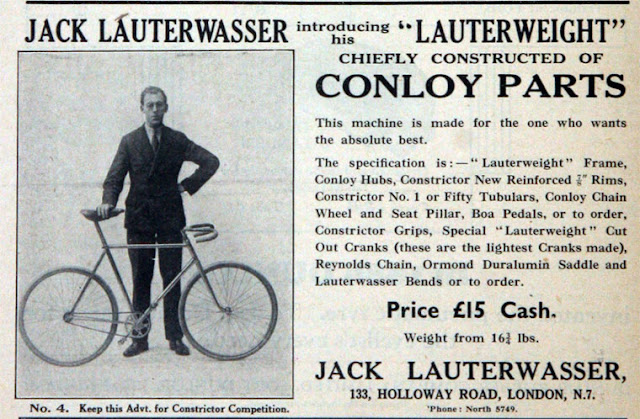 JACK LAUTERWASSER introducing his "LAUTERWEIGHT"
CHIEFLY CONSTRUCTED OF
CONLOY PARTS
This machine is made for the one who wants
the absolute best.
The specification is:—"Lauterweight" Frame,
Conloy Hubs, Constrictor New Reinforced ⅞" Rims,
Constrictor No. 1 or Fifty Tubulars, Conloy Chain
Wheel and Seat Pillar, Boa Pedals, or to order,
Constrictor Grips, Special "Lauterweight" Cut
Out Cranks (these are the lightest Cranks made),
Reynolds Chain, Ormond Duralumin Saddle and
Lauterwasser Bends or to order.
Price £15 Cash.
Weight from 16¾ lbs.
JACK LAUTERWASSER,
133, HOLLOWAY ROAD, LONDON, N.7.
'Phone: North 5749.
No. 4. Keep this Advt. for Constrictor Competition.